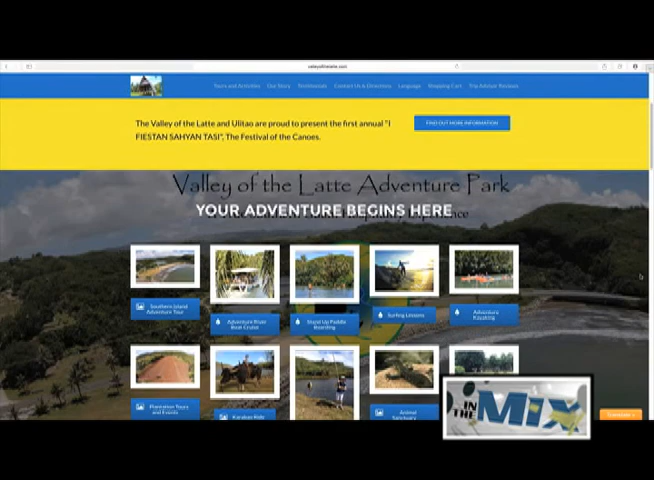 valleyofthelatte.com
Tours and Activities Our Story Testimonials Contact Us & Directions Language Shopping Cart Trip Advisor Reviews
The Valley of the Latte and Ulitao are proud to present the first annual "I
FIESTAN SAHYAN TASI", The Festival of the Canoes.
FIND OUT MORE INFORMATION
Valley of the Latte Adventure Park
YOUR ADVENTURE BEGINS HERE
Southern Island
Adventure Tour
Adventure River
Boat Cruise
Stand Up Paddle
Boarding
Surfing Lessons
Adventure
Kayaking
Plantation Tours
and Events
Karabao Ride
Animal
Sanctuary
IN
THE
MIX